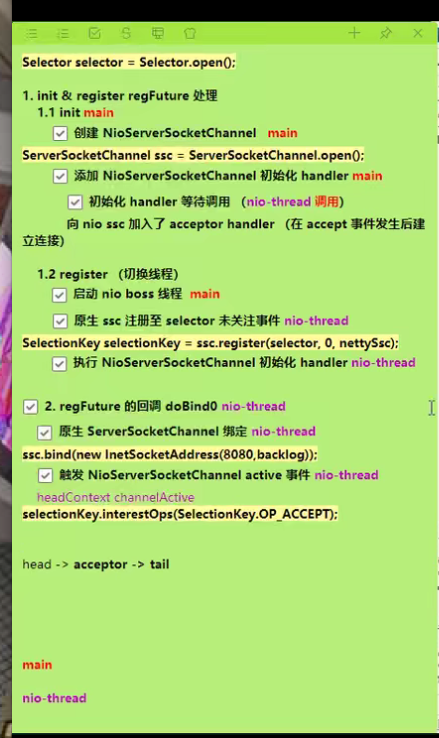 Selector selector = Selector.open();
1. init & register regFuture 处理
1.1 init main
创建 NioServerSocketChannel main
ServerSocketChannel ssc = ServerSocketChannel.open();
添加 NioServerSocketChannel 初始化 handler main
初始化 handler 等待调用 （nio-thread 调用）
向 nio ssc 加入了 acceptor handler （在 accept 事件发生后建
立连接)
1.2 register （切换线程）
启动 nio boss 线程 main
原生 ssc 注册至 selector 未关注事件 nio-thread
SelectionKey selectionKey = ssc.register(selector, 0, nettySsc);
执行 NioServerSocketChannel 初始化 handler nio-thread
2. regFuture 的回调 doBind0 nio-thread
原生 ServerSocketChannel 绑定 nio-thread
ssc.bind(new InetSocketAddress(8080,backlog));
触发 NioServerSocketChannel active 事件 nio-thread
headContext channelActive
selectionKey.interestOps(SelectionKey.OP_ACCEPT);
head -> acceptor -> tail
main
nio-thread